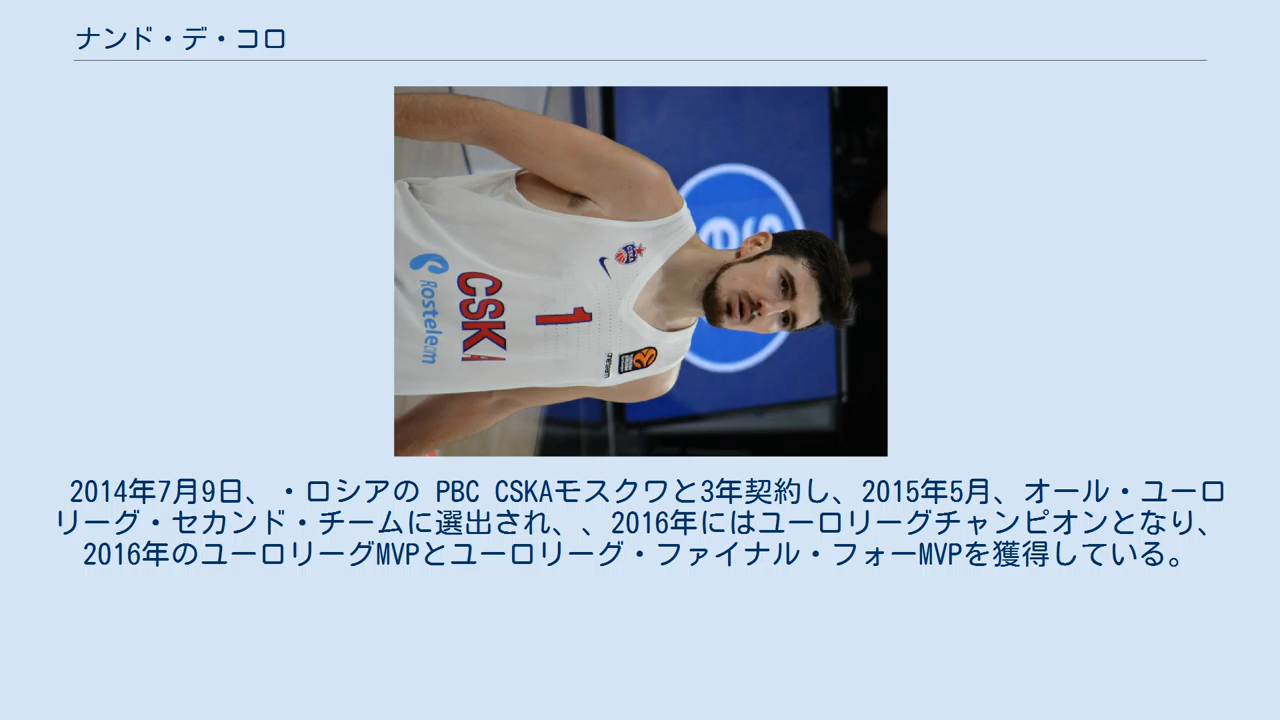 ナンド・デ・コロ
Se
CSKA
1
Rostele
2014年7月9日、・ロシアの PBC CSKAモスクワと3年契約し、2015年5月、オール・ユーロ
リーグ・セカンド・チームに選出され、、2016年にはユーロリーグチャンピオンとなり、
2016年のユーロリーグMVPとユーロリーグ・ファイナル・フォーMVPを獲得している。